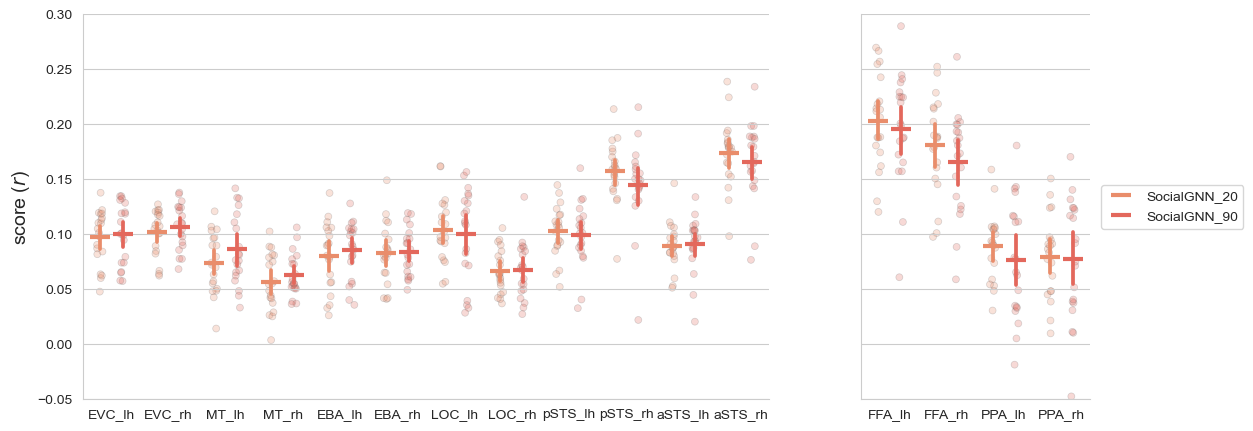 0.30
0.25
0.20
0.15
0.10
0.05
0.00
−0.05
score (r)
EVC_lh EVC_rh MT_lh MT_rh EBA_lh EBA_rh LOC_lh LOC_rh pSTS_lh pSTS_rh aSTS_lh aSTS_rh
FFA_lh FFA_rh PPA_lh PPA_rh
SocialGNN_20
SocialGNN_90